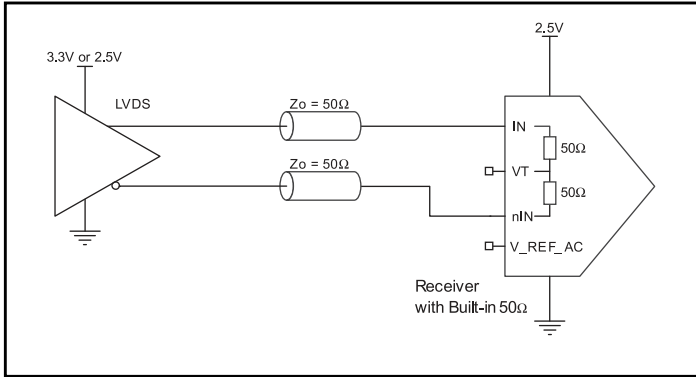 2.5V
3.3V or 2.5V
LVDS
Zo = 50Ω
IN
50Ω
Zo = 50Ω
VT
50Ω
nIN
V_REF_AC
Receiver
with Built-in 50Ω